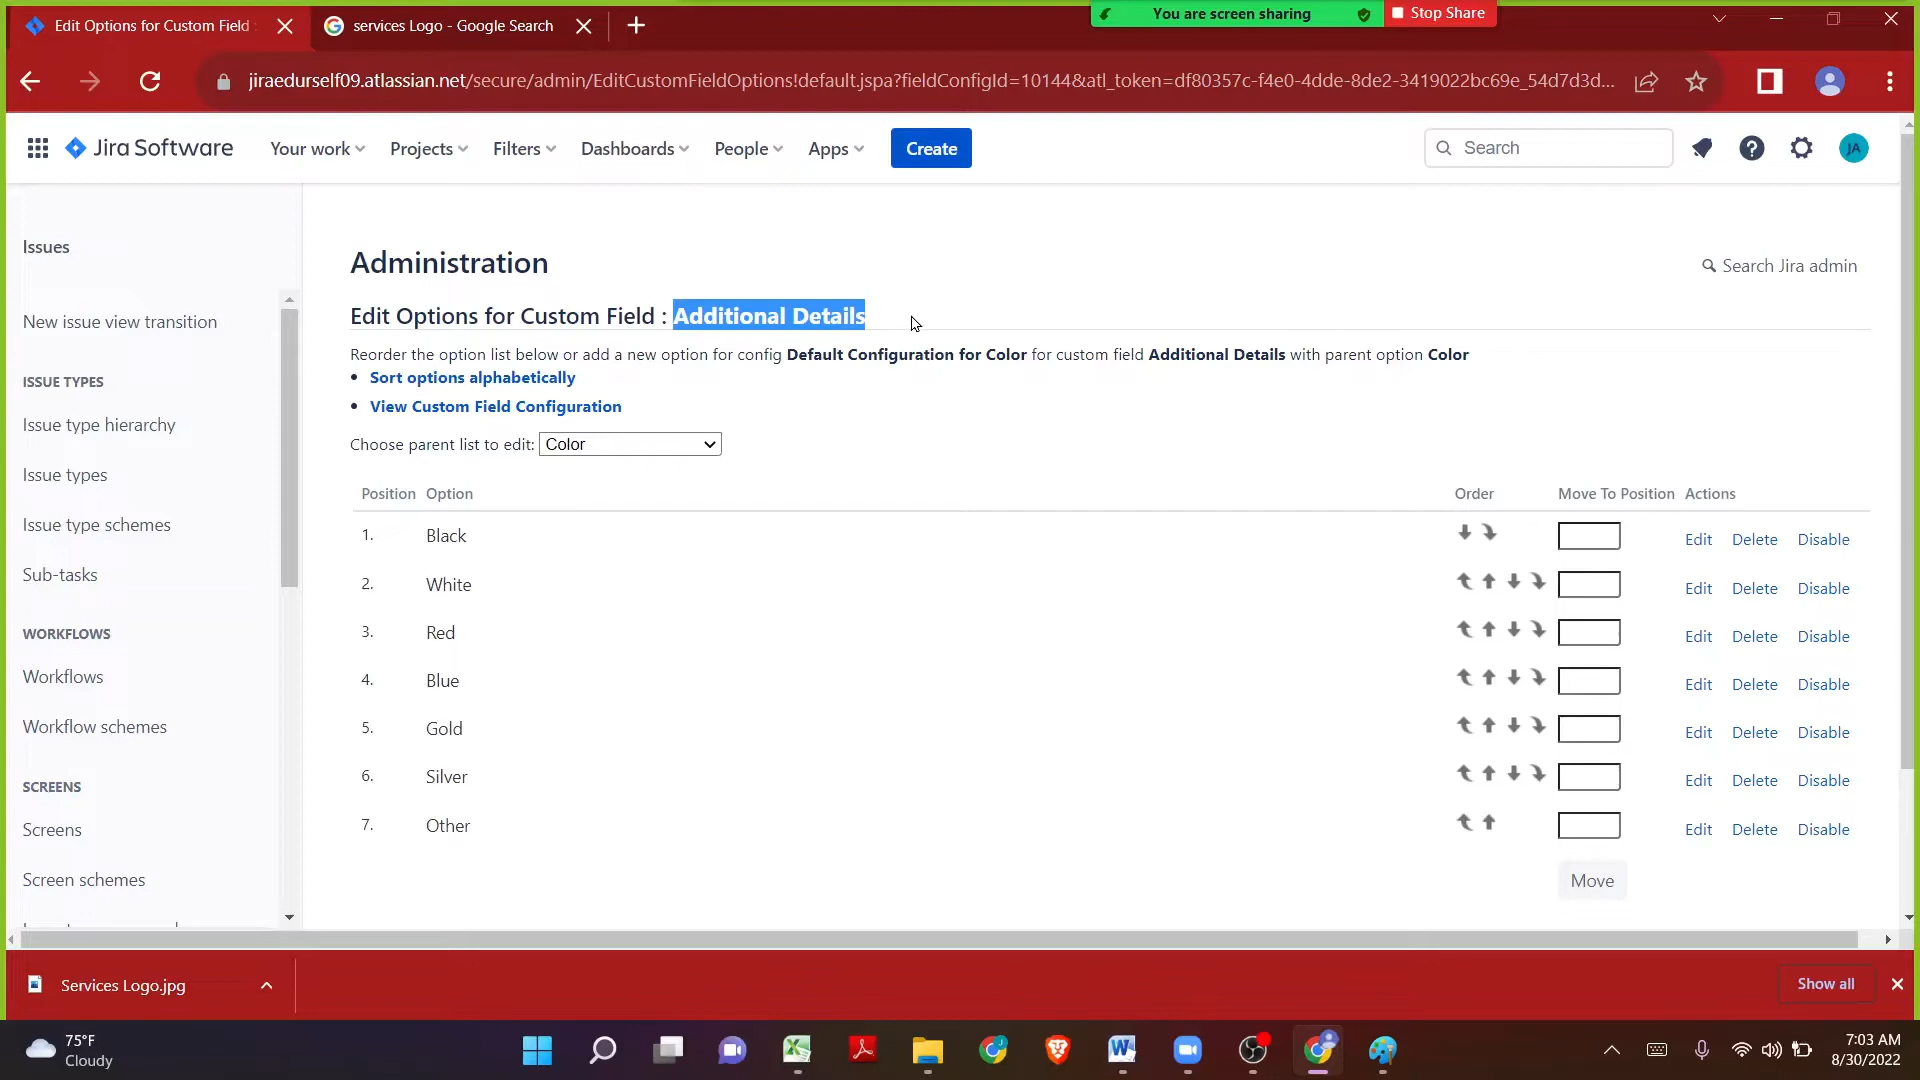 Edit Options for Custom Field
services Logo - Google Search
You are screen sharing
Stop Share
jiraedurself09.atlassian.net/secure/admin/EditCustomFieldOptions!default.jspa?fieldConfigId=10144&atl_token=df80357c-f4e0-4dde-8de2-3419022bc69e_54d7d3d...
Jira Software
Your work
Projects
Filters
Dashboards
People
Apps
Create
Search
JA
Issues
New issue view transition
ISSUE TYPES
Issue type hierarchy
Issue types
Issue type schemes
Sub-tasks
WORKFLOWS
Workflows
Workflow schemes
SCREENS
Screens
Screen schemes
Administration
Search Jira admin
Edit Options for Custom Field : Additional Details
Reorder the option list below or add a new option for config Default Configuration for Color for custom field Additional Details with parent option Color
• Sort options alphabetically
• View Custom Field Configuration
Choose parent list to edit: Color
Position Option Order Move To Position Actions
1. Black Edit Delete Disable
2. White Edit Delete Disable
3. Red Edit Delete Disable
4. Blue Edit Delete Disable
5. Gold Edit Delete Disable
6. Silver Edit Delete Disable
7. Other Edit Delete Disable
Move
Services Logo.jpg
Show all
75°F
Cloudy
7:03 AM
8/30/2022